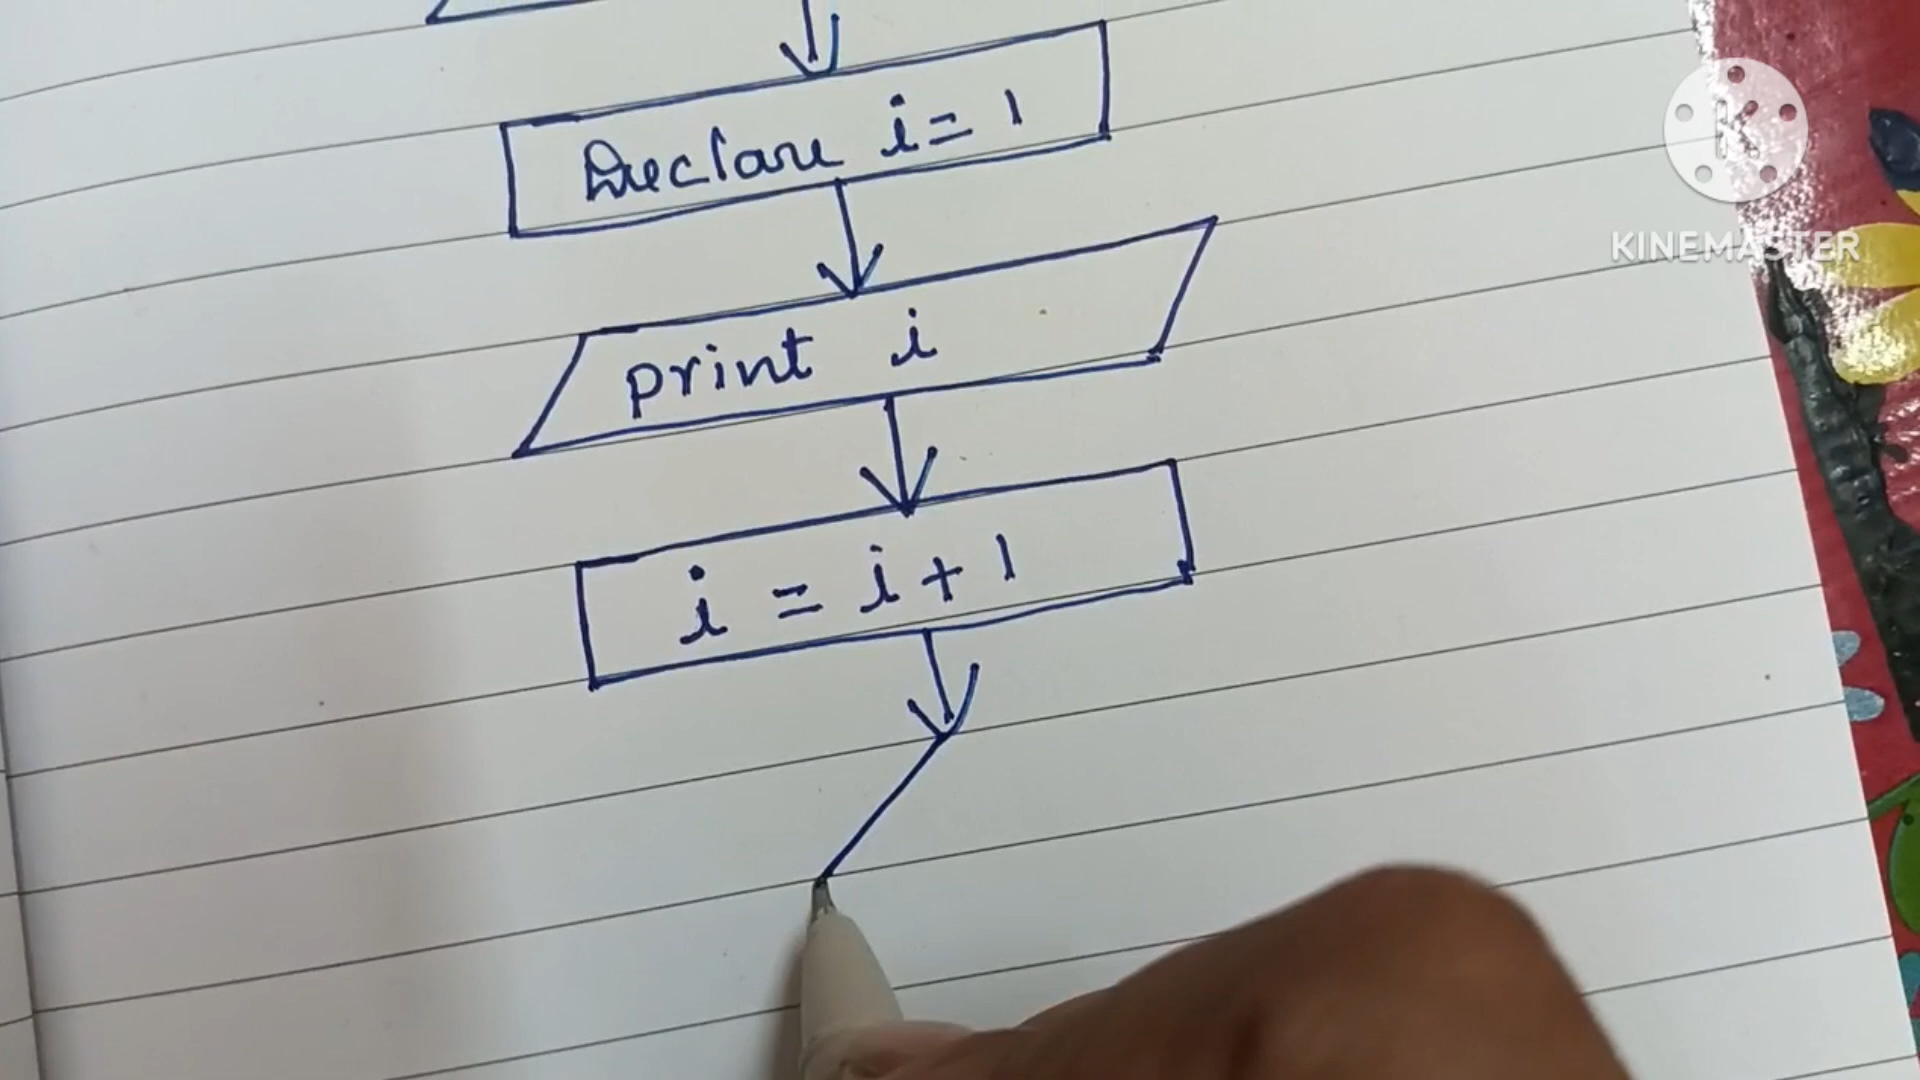 Declare i = 1
K
KINEMASTER
print i
i = i + 1